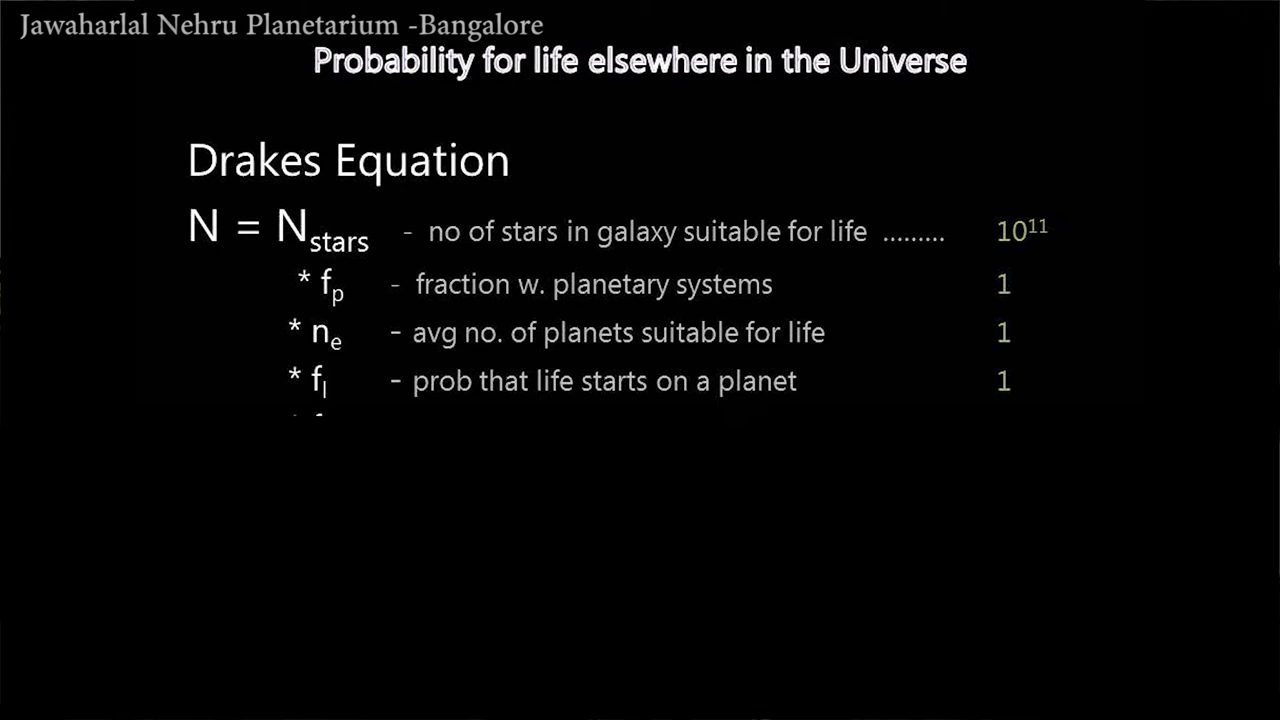 Jawaharlal Nehru Planetarium -Bangalore
Probability for life elsewhere in the Universe
Drakes Equation
N = Nstars - no of stars in galaxy suitable for life ......... 10¹¹
* fp - fraction w. planetary systems 1
* ne - avg no. of planets suitable for life 1
* fl - prob that life starts on a planet 1